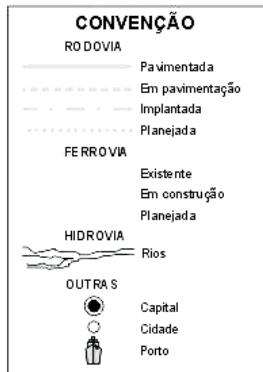 CONVENÇÃO
RODOVIA
Pavimentada
Em pavimentação
Implantada
Planejada
FERROVIA
Existente
Em construção
Planejada
HIDROVIA
Rios
OUTRAS
Capital
Cidade
Porto